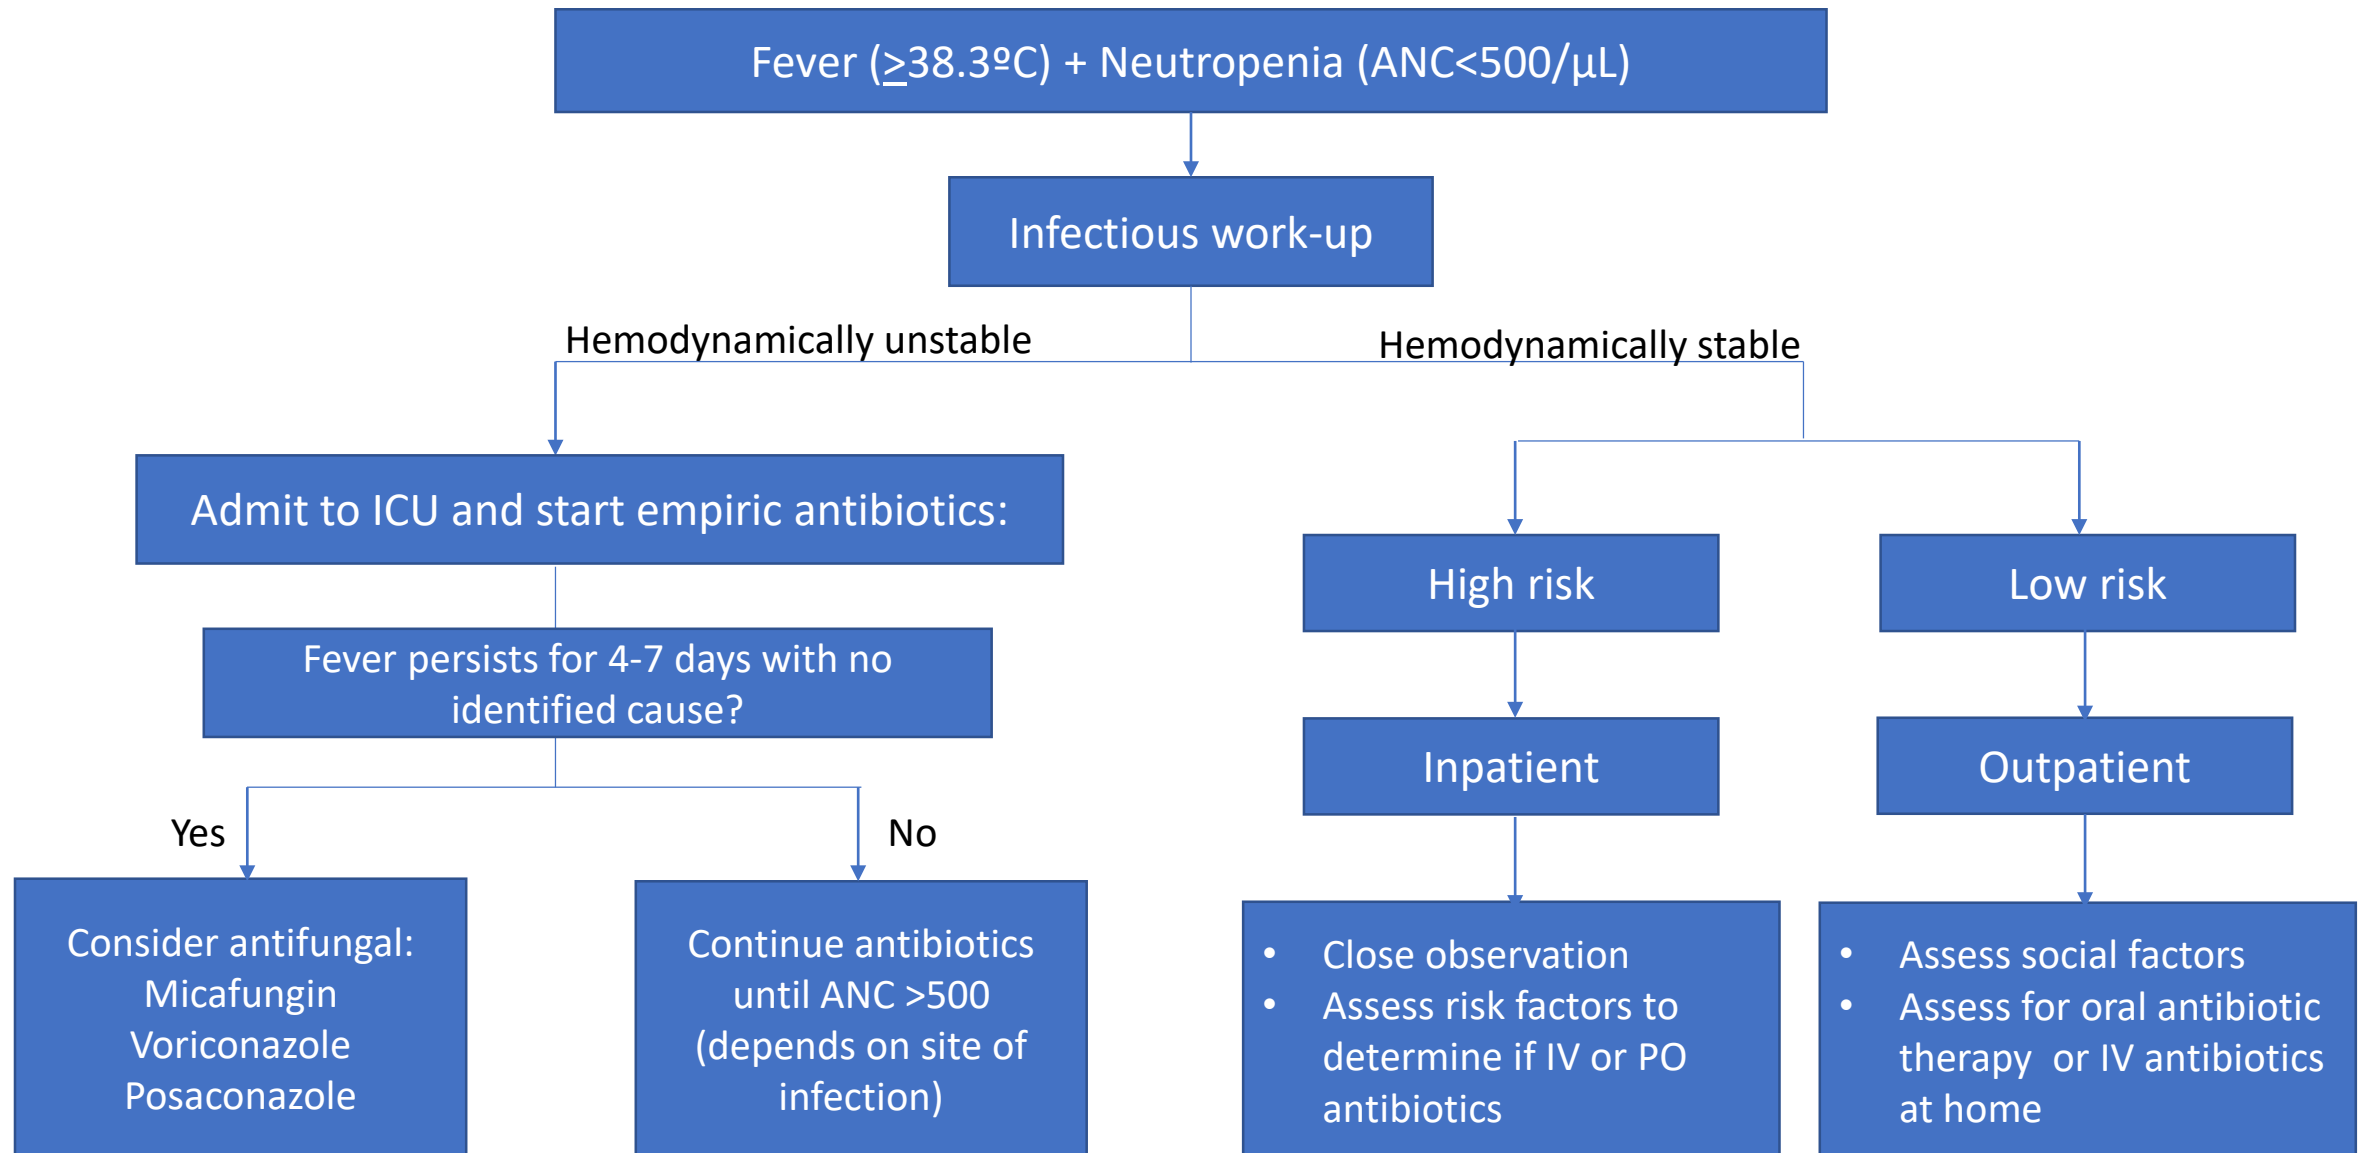 Fever (≥38.3ºC) + Neutropenia (ANC<500/µL)
Infectious work-up
Hemodynamically unstable
Hemodynamically stable
Admit to ICU and start empiric antibiotics:
High risk
Low risk
Fever persists for 4-7 days with no
identified cause?
Inpatient
Outpatient
Yes
No
Consider antifungal:
Micafungin
Voriconazole
Posaconazole
Continue antibiotics
until ANC >500
(depends on site of
infection)
• Close observation
• Assess risk factors to
determine if IV or PO
antibiotics
• Assess social factors
• Assess for oral antibiotic
therapy or IV antibiotics
at home